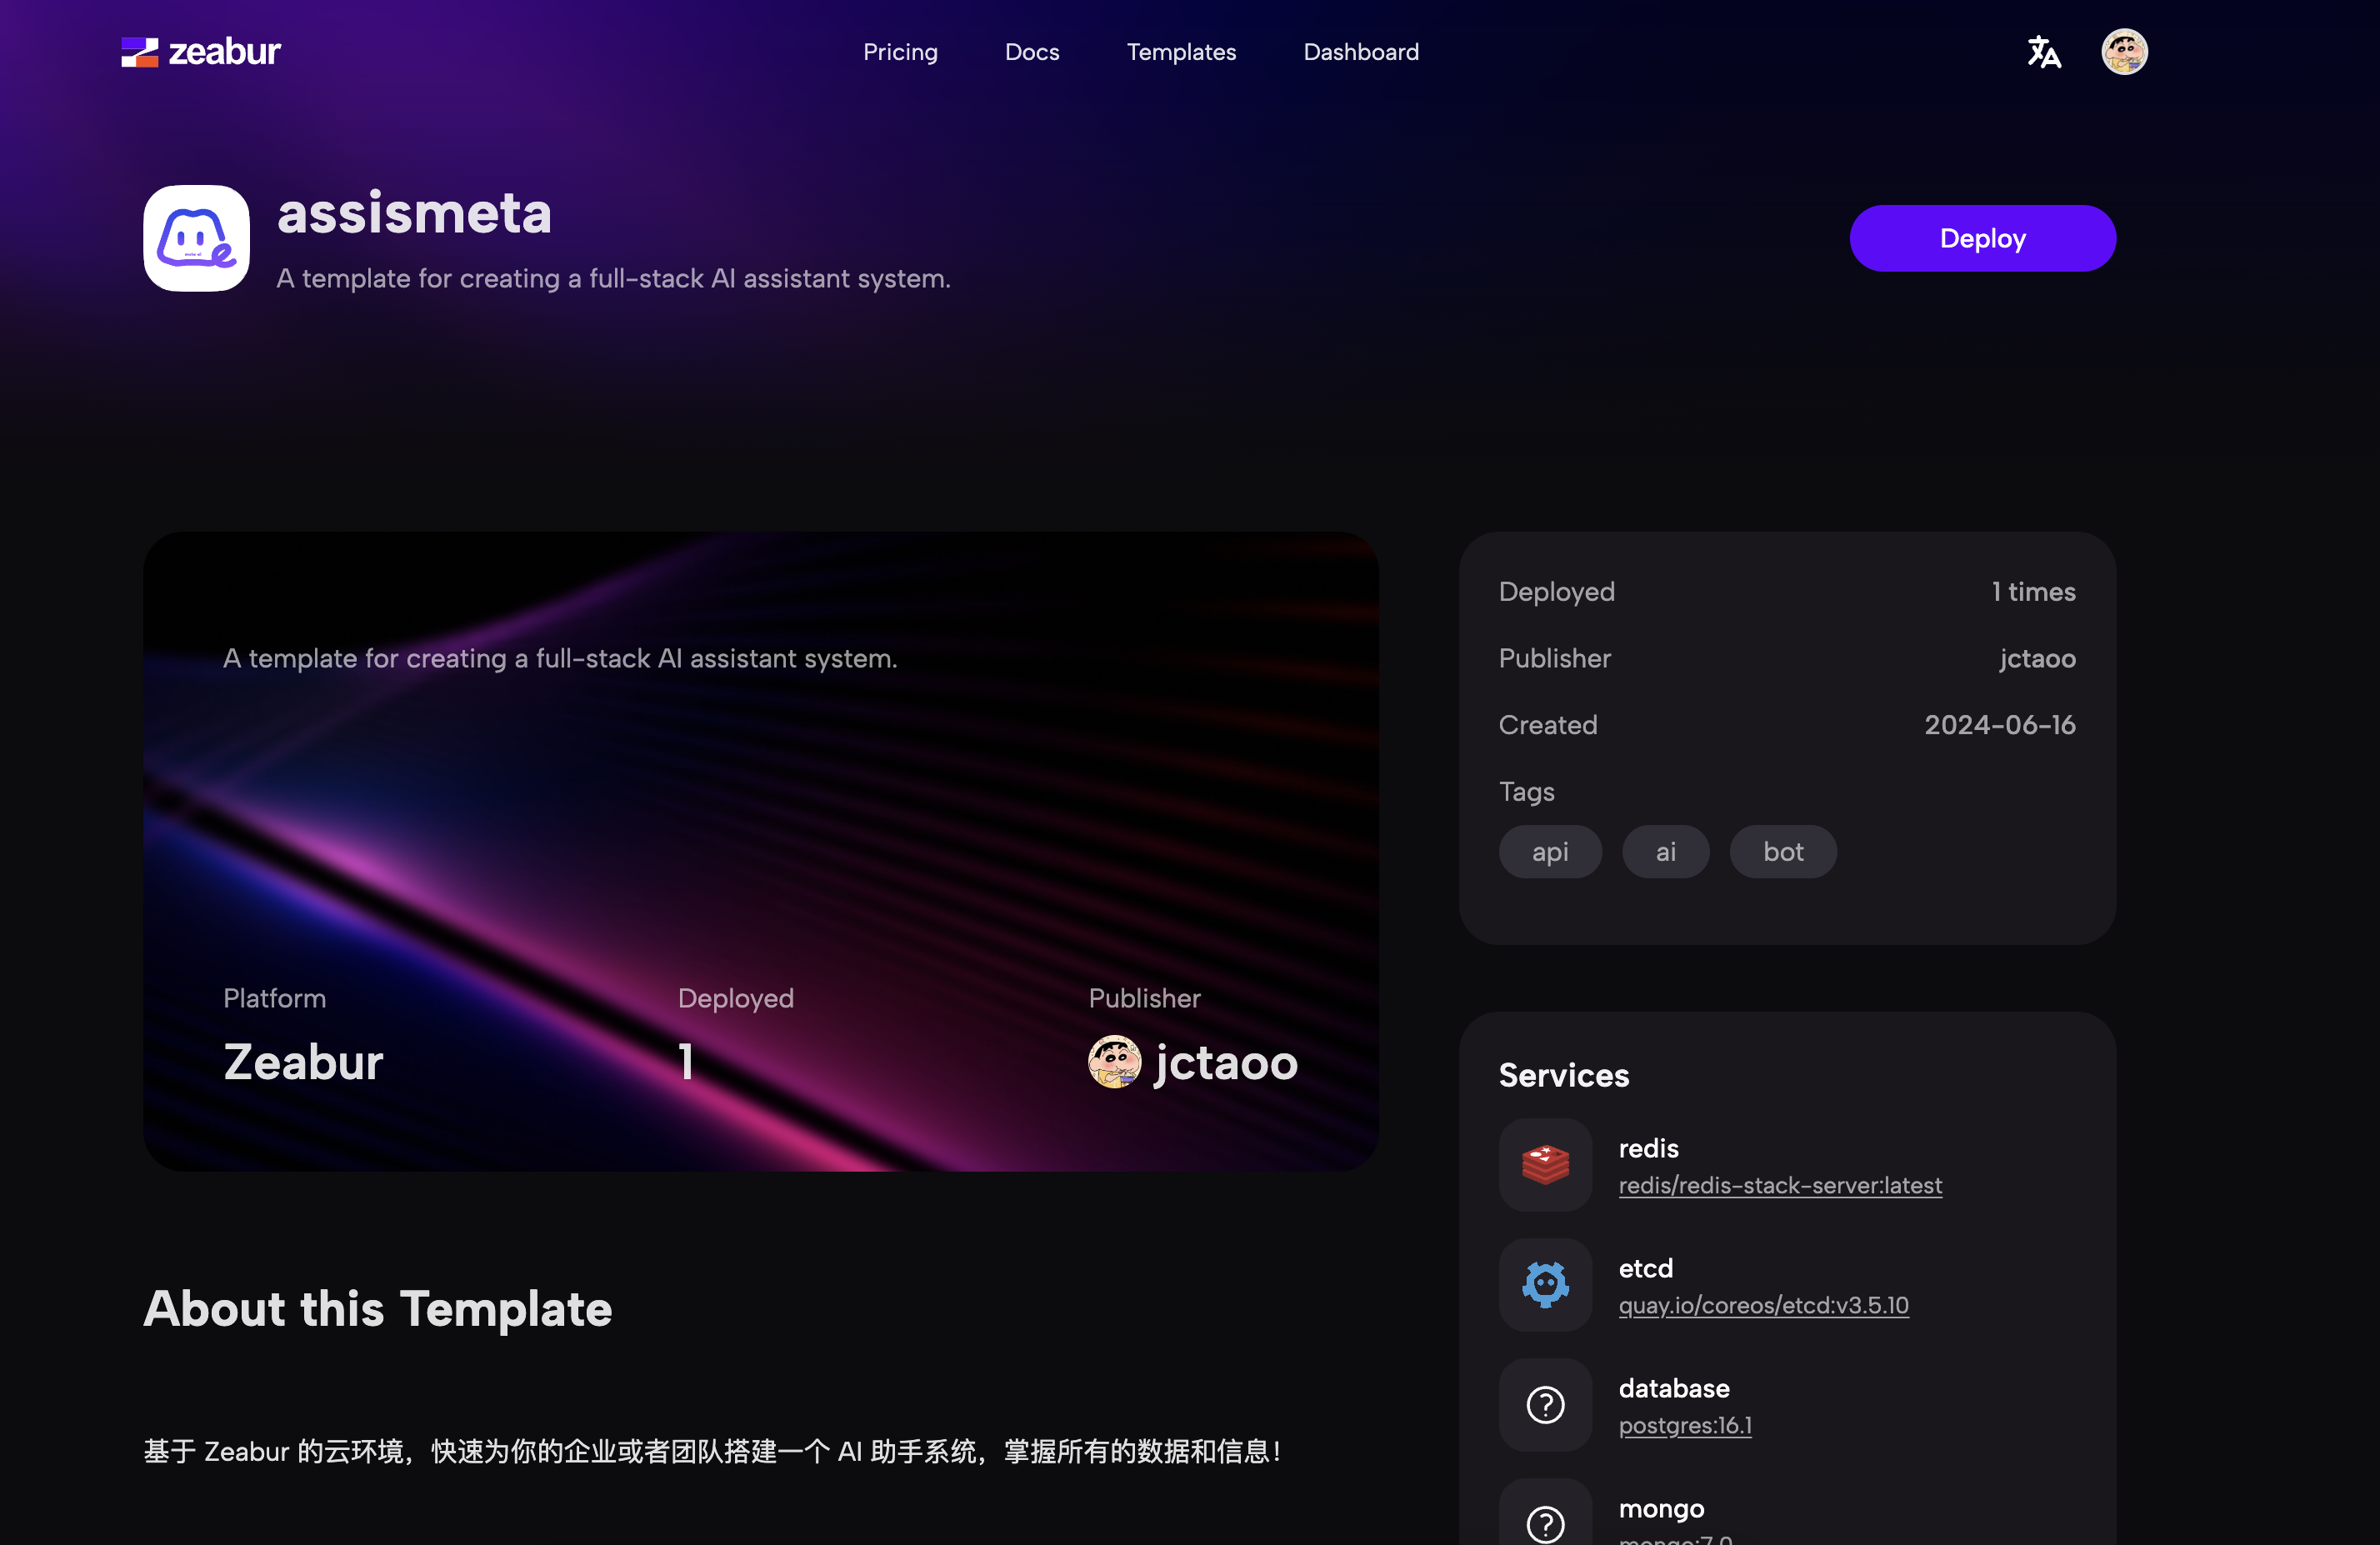 zeabur
Pricing
Docs
Templates
Dashboard
assismeta
A template for creating a full-stack AI assistant system.
Deploy
A template for creating a full-stack AI assistant system.
Platform
Zeabur
Deployed
1
Publisher
jctaoo
Deployed
1 times
Publisher
jctaoo
Created
2024-06-16
Tags
api
ai
bot
About this Template
基于 Zeabur 的云环境，快速为你的企业或者团队搭建一个 AI 助手系统，掌握所有的数据和信息！
Services
redis
redis/redis-stack-server:latest
etcd
quay.io/coreos/etcd:v3.5.10
database
postgres:16.1
mongo
mongo:7.0